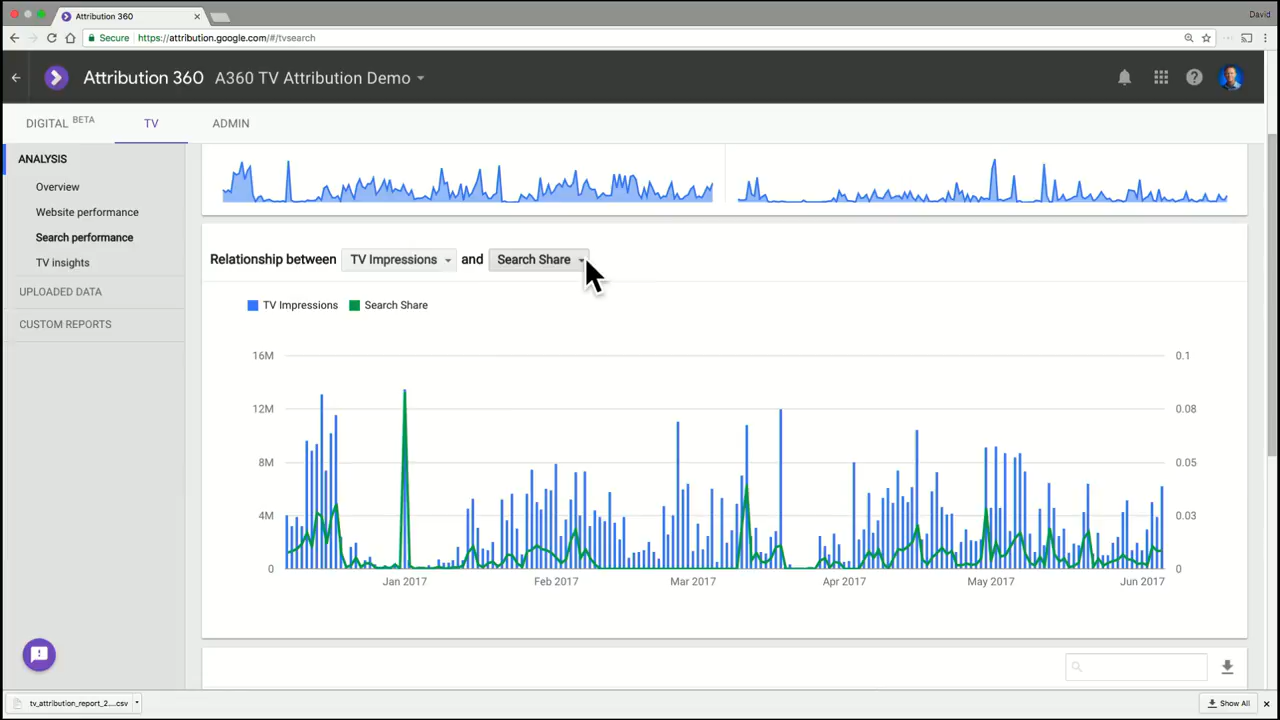 Attribution 360
David
Secure https://attribution.google.com/#/tvsearch
Attribution 360 A360 TV Attribution Demo
DIGITAL BETA TV ADMIN
ANALYSIS
Overview
Website performance
Search performance
TV insights
UPLOADED DATA
CUSTOM REPORTS
Relationship between TV Impressions and Search Share
TV Impressions Search Share
16M 0.1
12M 0.08
8M 0.05
4M 0.03
0 0
Jan 2017 Feb 2017 Mar 2017 Apr 2017 May 2017 Jun 2017
tv_attribution_report_2....csv
Show All